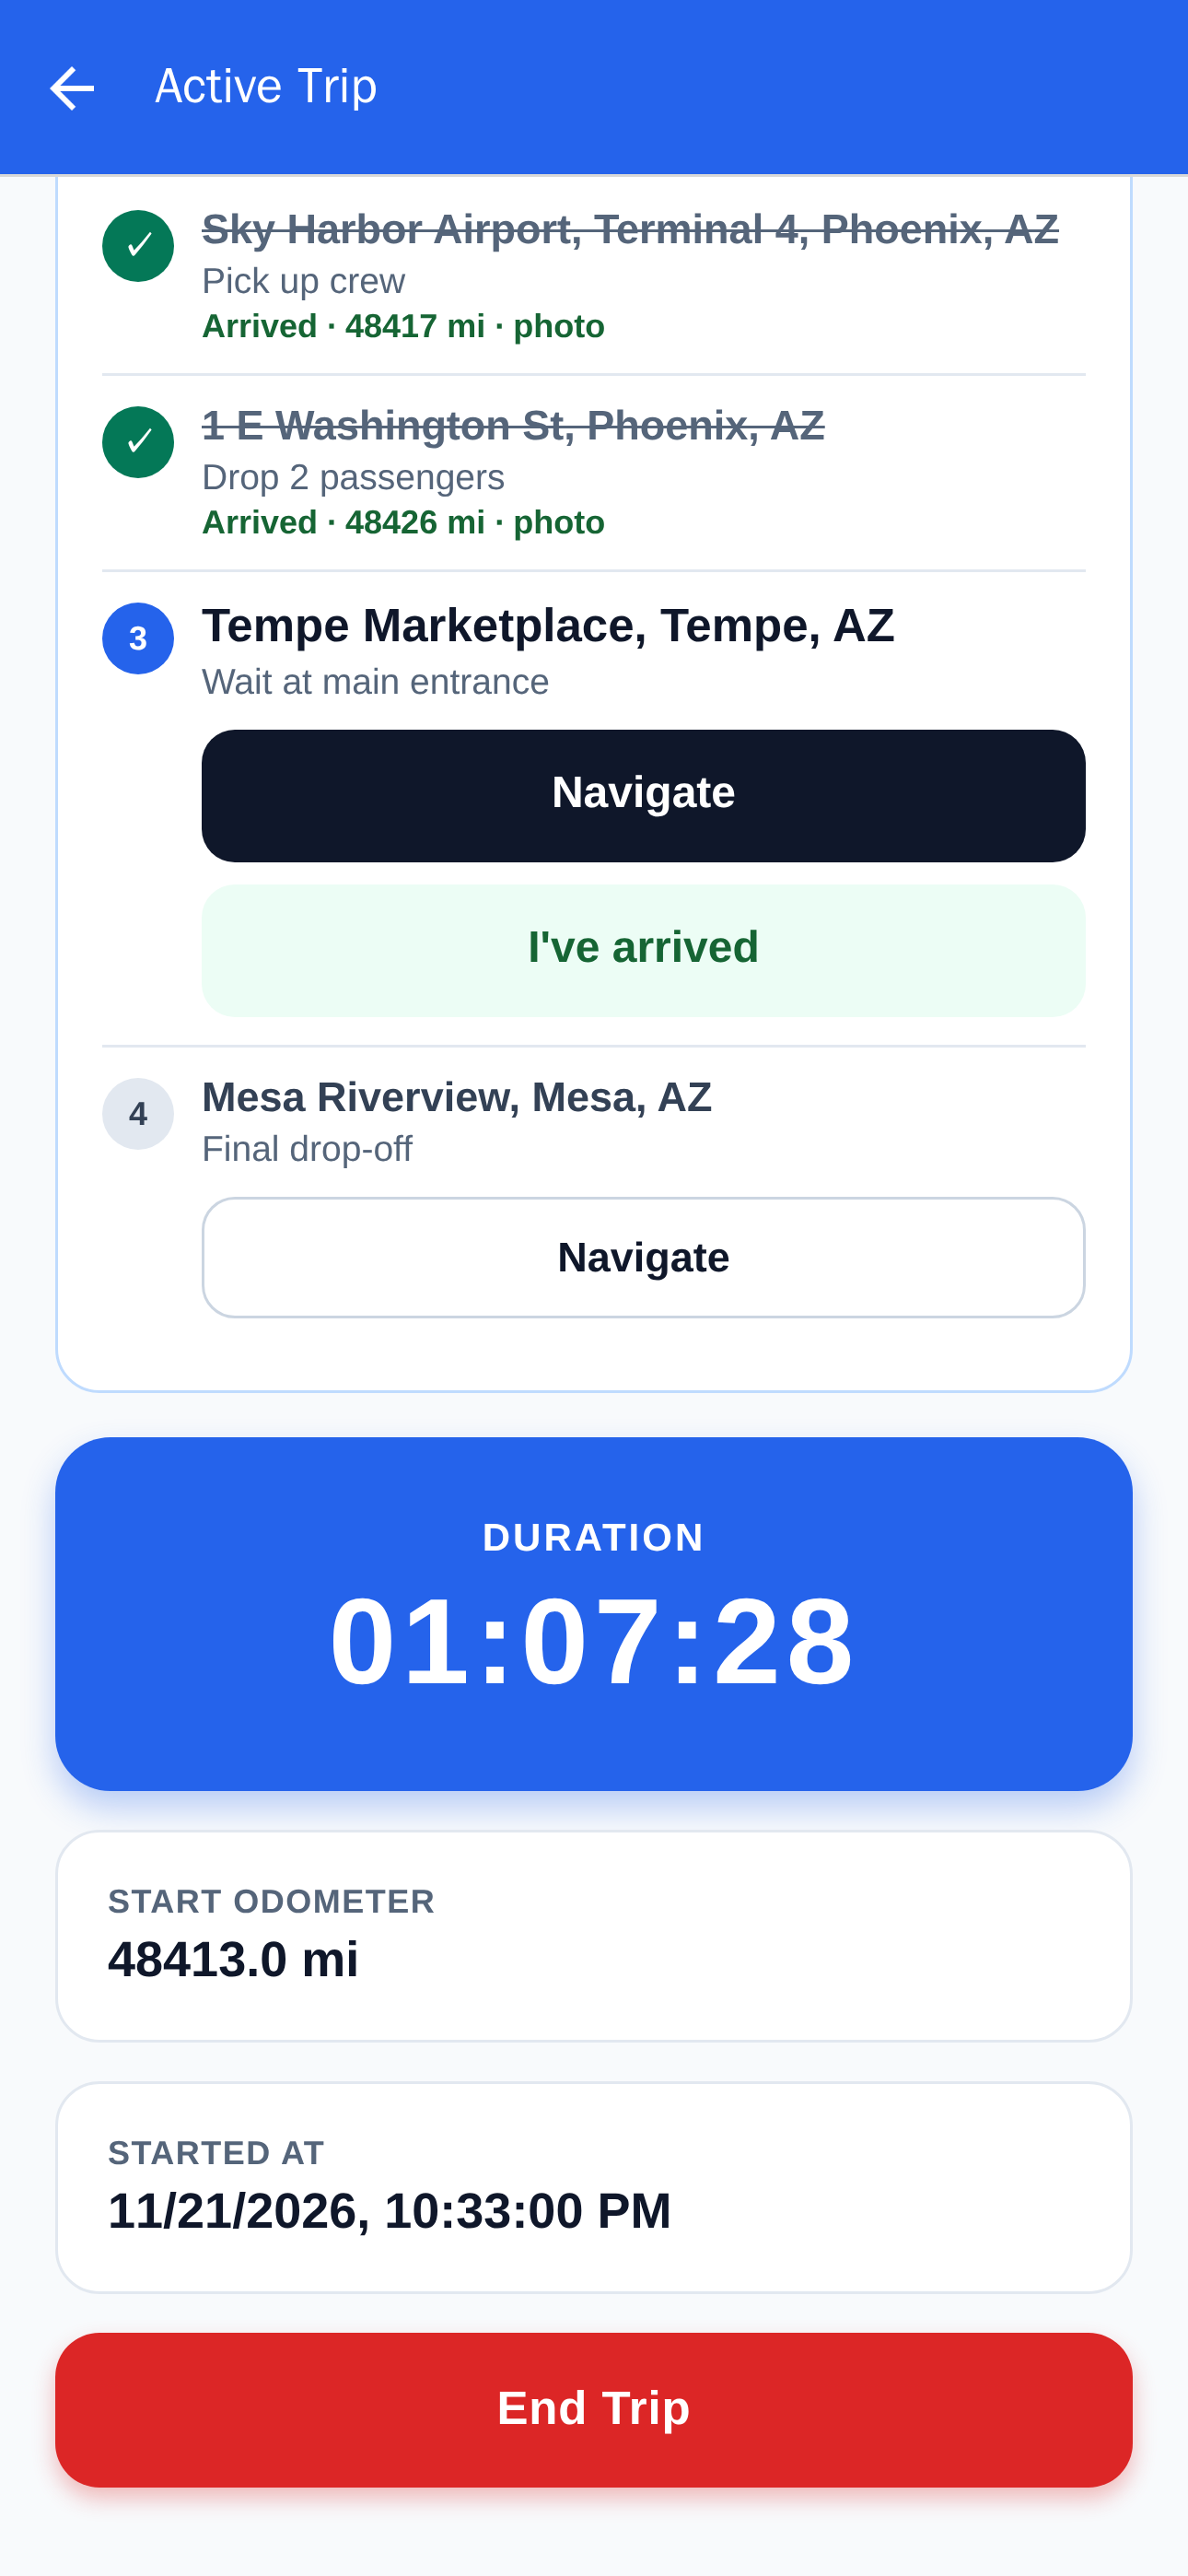 Active Trip
✓
Sky Harbor Airport, Terminal 4, Phoenix, AZ
Pick up crew
Arrived · 48417 mi · photo
✓
1 E Washington St, Phoenix, AZ
Drop 2 passengers
Arrived · 48426 mi · photo
3
Tempe Marketplace, Tempe, AZ
Wait at main entrance
Navigate
I've arrived
4
Mesa Riverview, Mesa, AZ
Final drop-off
Navigate
DURATION
01:07:28
START ODOMETER
48413.0 mi
STARTED AT
11/21/2026, 10:33:00 PM
End Trip